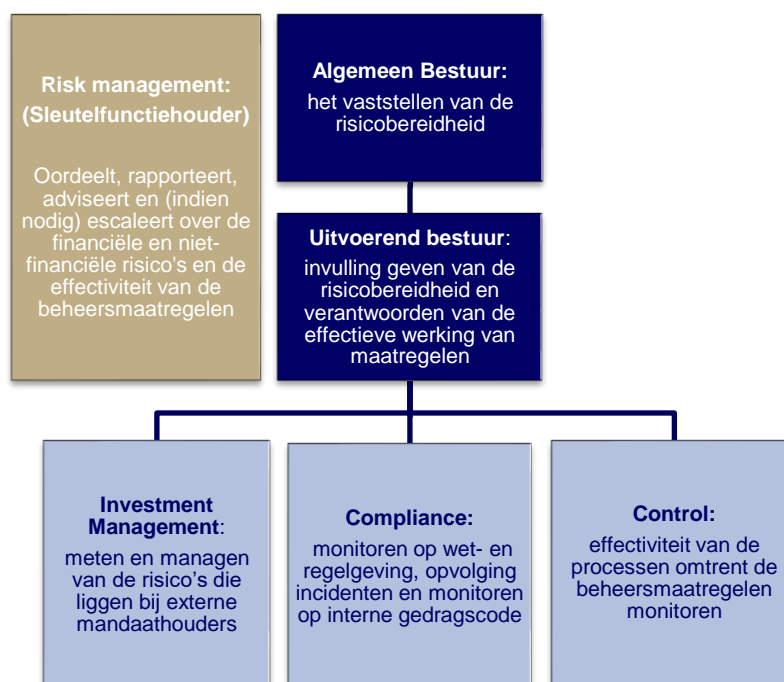 Risk management:
(Sleutelfunctiehouder)
Oordeelt, rapporteert,
adviseert en (indien
nodig) escaleert over de
financiële en niet-
financiële risico's en de
effectiviteit van de
beheersmaatregelen
Algemeen Bestuur:
het vaststellen van de
risicobereidheid
Uitvoerend bestuur:
invulling geven van de
risicobereidheid en
verantwoorden van de
effectieve werking van
maatregelen
Investment
Management:
meten en managen
van de risico’s die
liggen bij externe
mandaathouders
Compliance:
monitoren op wet- en
regelgeving, opvolging
incidenten en monitoren
op interne gedragscode
Control:
effectiviteit van de
processen omtrent de
beheersmaatregelen
monitoren